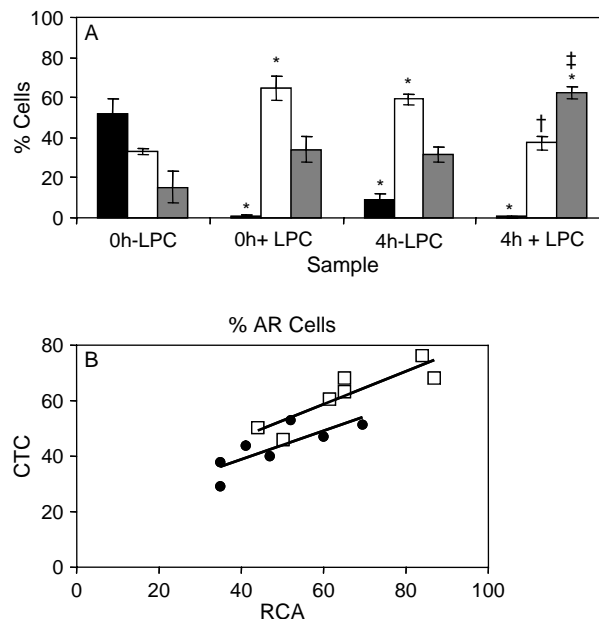 A
100
80
60
40
20
0
% Cells
* * * * * † ‡ *
0h-LPC 0h+ LPC 4h-LPC 4h + LPC
Sample
% AR Cells
B
80
60
40
20
0
CTC
0 20 40 60 80 100
RCA